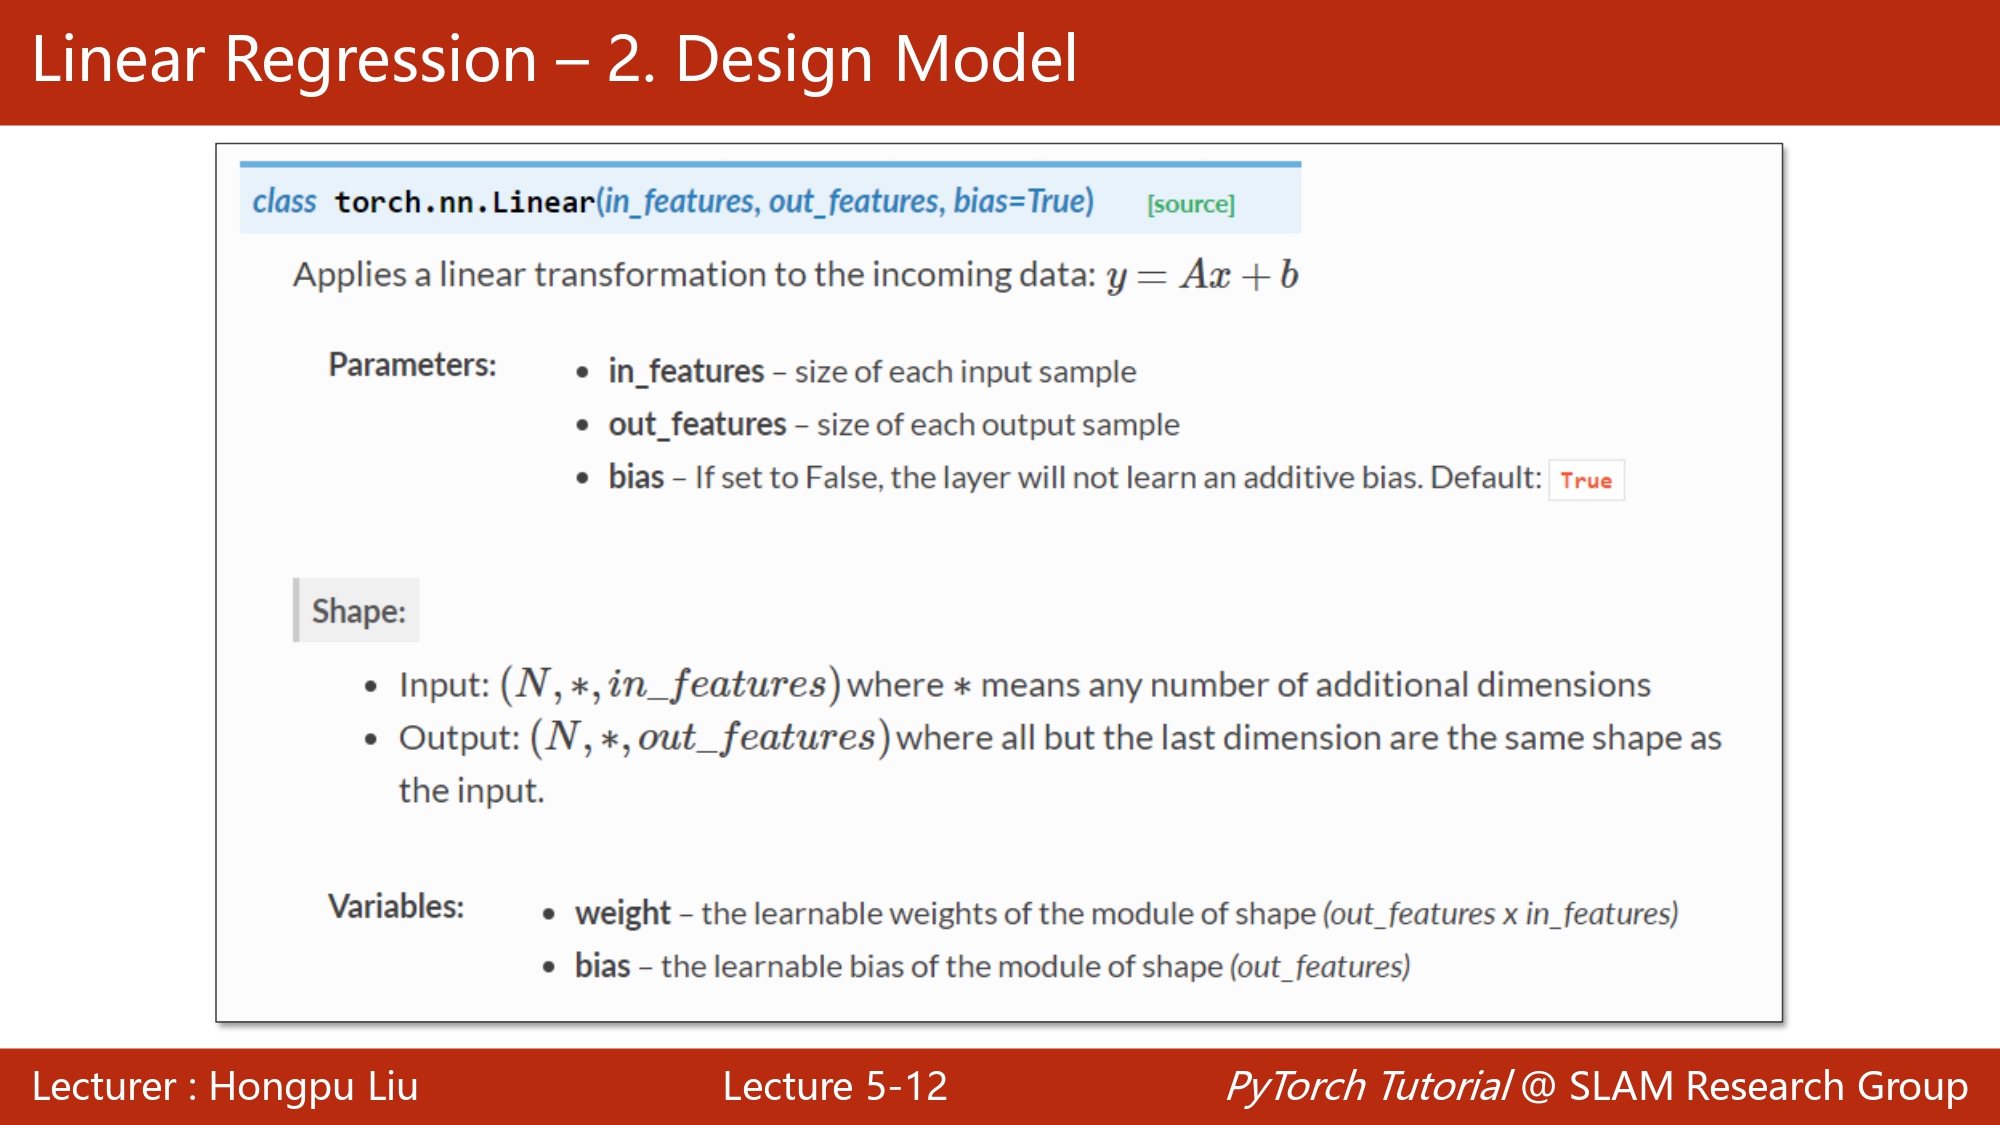 Linear Regression – 2. Design Model
class torch.nn.Linear(in_features, out_features, bias=True) [source]
Applies a linear transformation to the incoming data: y = Ax + b
Parameters:
• in_features – size of each input sample
• out_features – size of each output sample
• bias – If set to False, the layer will not learn an additive bias. Default: True
Shape:
• Input: (N, ∗, in_features) where ∗ means any number of additional dimensions
• Output: (N, ∗, out_features) where all but the last dimension are the same shape as
the input.
Variables:
• weight – the learnable weights of the module of shape (out_features x in_features)
• bias – the learnable bias of the module of shape (out_features)
Lecturer : Hongpu Liu
Lecture 5-12
PyTorch Tutorial @ SLAM Research Group